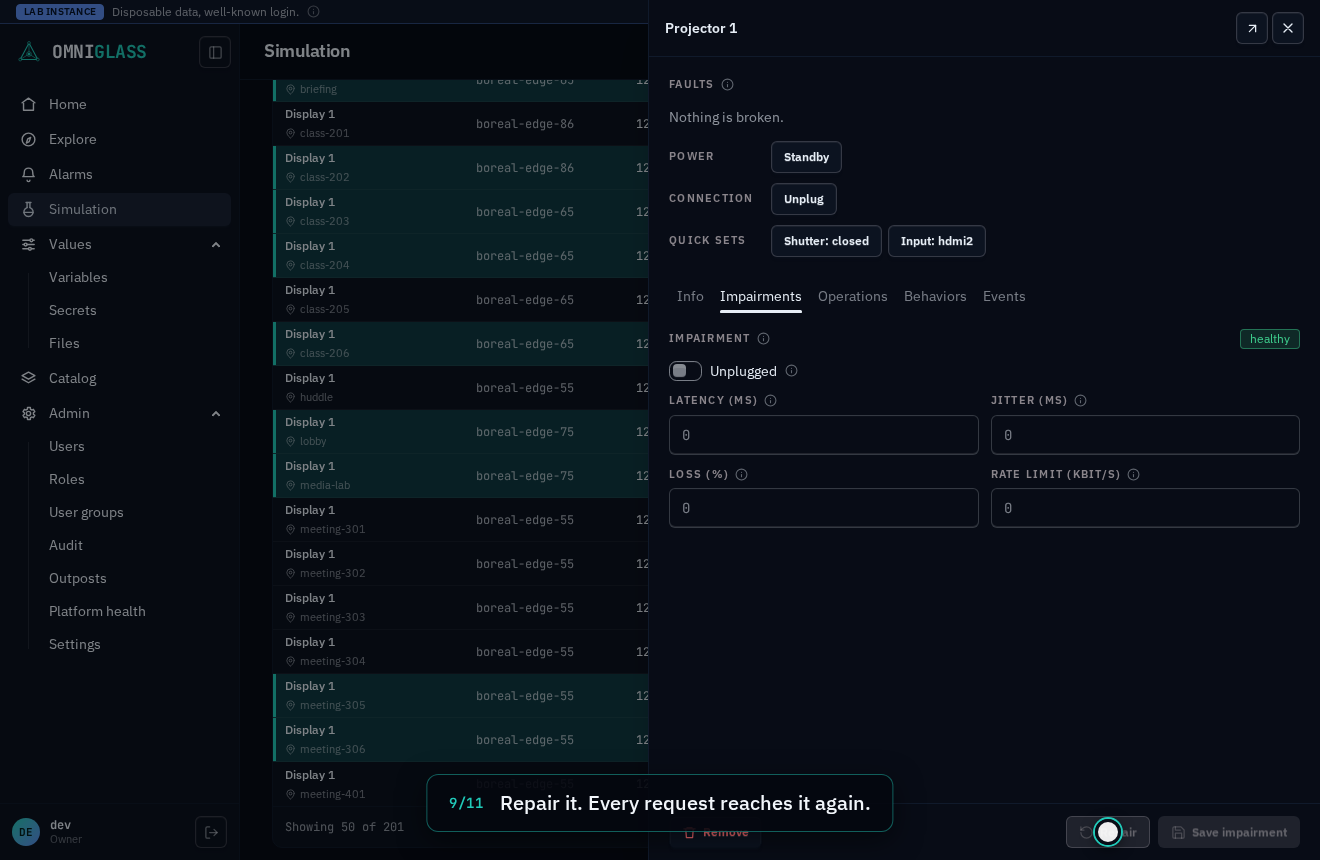 LAB INSTANCE Disposable data, well-known login.
OMNIGLASS
Home
Explore
Alarms
Simulation
Values
Variables
Secrets
Files
Catalog
Admin
Users
Roles
User groups
Audit
Outposts
Platform health
Settings
DE dev
Owner
Simulation
briefing
Display 1
class-201
boreal-edge-86
Display 1
class-202
boreal-edge-86
Display 1
class-203
boreal-edge-65
Display 1
class-204
boreal-edge-65
Display 1
class-205
boreal-edge-65
Display 1
class-206
boreal-edge-65
Display 1
huddle
boreal-edge-55
Display 1
lobby
boreal-edge-75
Display 1
media-lab
boreal-edge-75
Display 1
meeting-301
boreal-edge-55
Display 1
meeting-302
boreal-edge-55
Display 1
meeting-303
boreal-edge-55
Display 1
meeting-304
boreal-edge-55
Display 1
meeting-305
boreal-edge-55
Display 1
meeting-306
boreal-edge-55
Display 1
meeting-401
Showing 50 of 201
Projector 1
FAULTS
Nothing is broken.
POWER Standby
CONNECTION Unplug
QUICK SETS Shutter: closed Input: hdmi2
Info Impairments Operations Behaviors Events
IMPAIRMENT healthy
Unplugged
LATENCY (MS) JITTER (MS)
0 0
LOSS (%) RATE LIMIT (KBIT/S)
0 0
9/11 Repair it. Every request reaches it again.
Remove Save impairment